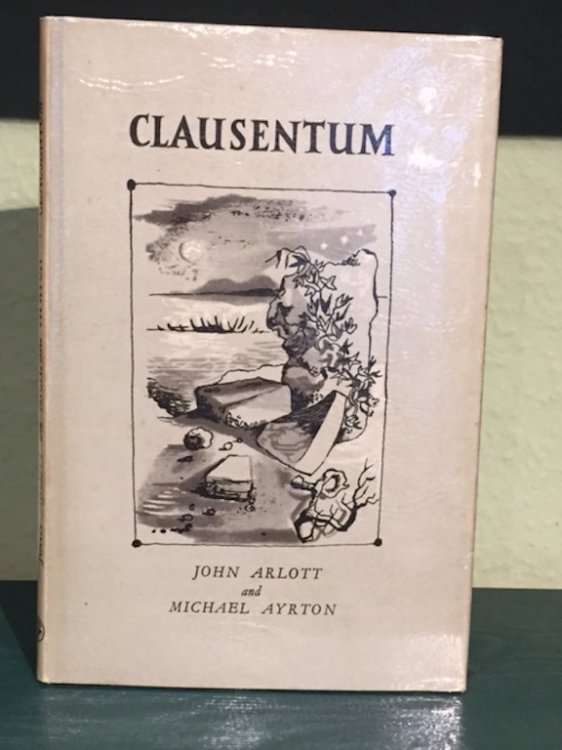 CLAUSENTUM
JOHN ARLOTT
and
MICHAEL AYRTON